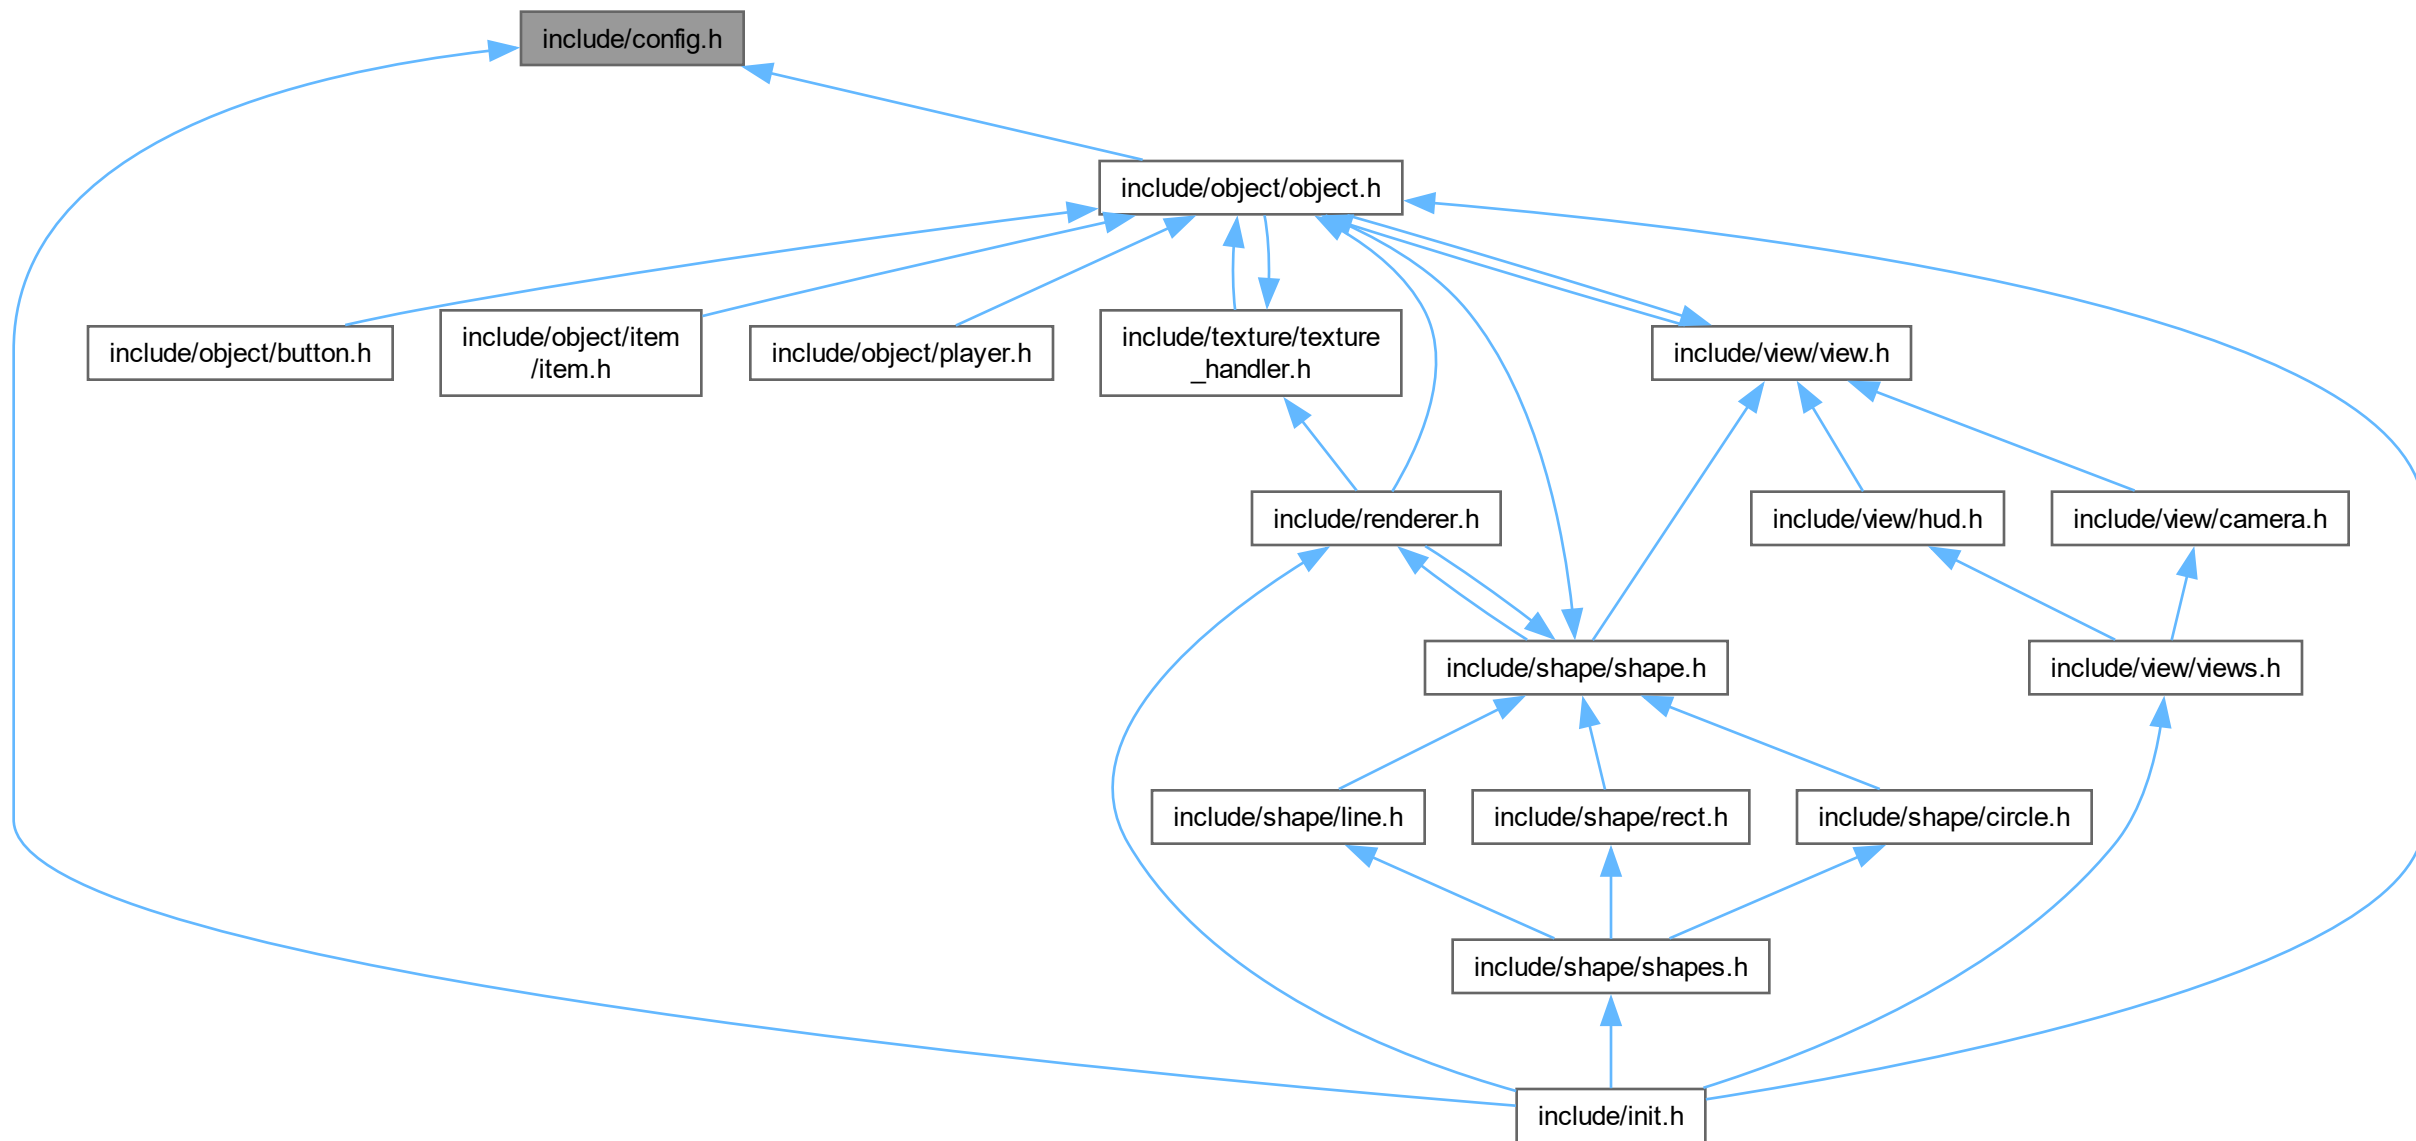 include/config.h
include/object/object.h
include/object/button.h
include/object/item
/item.h
include/object/player.h
include/texture/texture
_handler.h
include/view/view.h
include/renderer.h
include/view/hud.h
include/view/camera.h
include/shape/shape.h
include/view/views.h
include/shape/line.h
include/shape/rect.h
include/shape/circle.h
include/shape/shapes.h
include/init.h